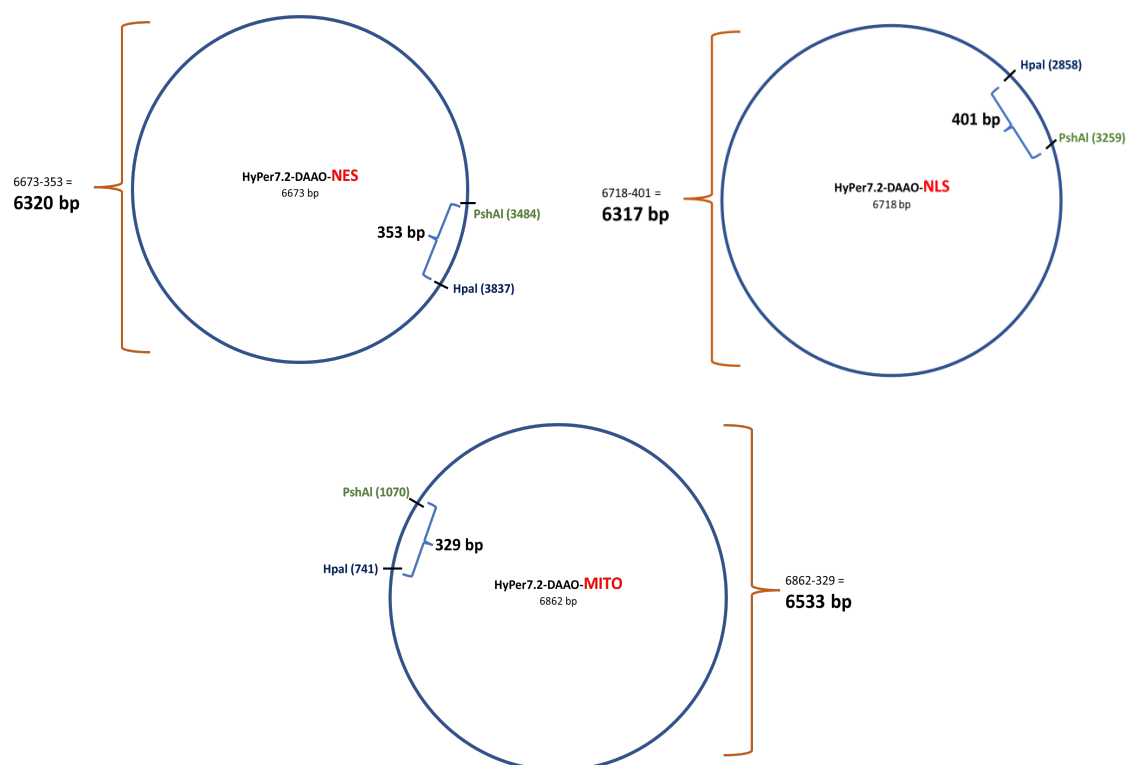 6673-353 =
6320 bp
HyPer7.2-DAAO-NES
6673 bp
PshAI (3484)
353 bp
HpaI (3837)
HpaI (2858)
401 bp
PshAI (3259)
6718-401 =
6317 bp
HyPer7.2-DAAO-NLS
6718 bp
PshAI (1070)
329 bp
HpaI (741)
HyPer7.2-DAAO-MITO
6862 bp
6862-329 =
6533 bp